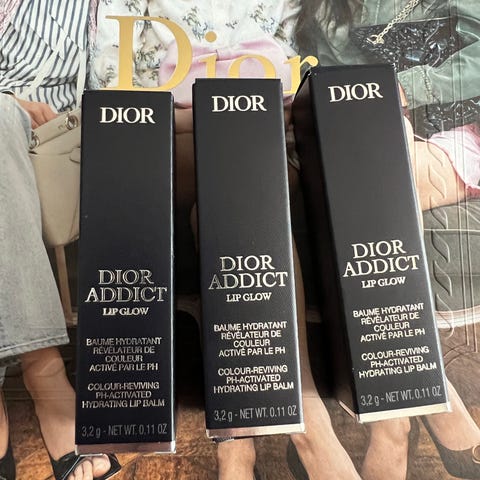 Dior
DIOR
DIOR
ADDICT
LIP GLOW
BAUME HYDRATANT
RÉVÉLATEUR DE
COULEUR
ACTIVÉ PAR LE PH
COLOUR-REVIVING
PH-ACTIVATED
HYDRATING LIP BALM
3,2 g - NET WT. 0.11 OZ
DIOR
DIOR
ADDICT
LIP GLOW
BAUME HYDRATANT
RÉVÉLATEUR DE
COULEUR
ACTIVÉ PAR LE PH
COLOUR-REVIVING
PH-ACTIVATED
HYDRATING LIP BALM
3,2 g - NET WT. 0.11 OZ
DIOR
DIOR
ADDICT
LIP GLOW
BAUME HYDRATANT
RÉVÉLATEUR DE
COULEUR
ACTIVÉ PAR LE PH
COLOUR-REVIVING
PH-ACTIVATED
HYDRATING LIP BALM
3,2 g - NET WT. 0.11 OZ